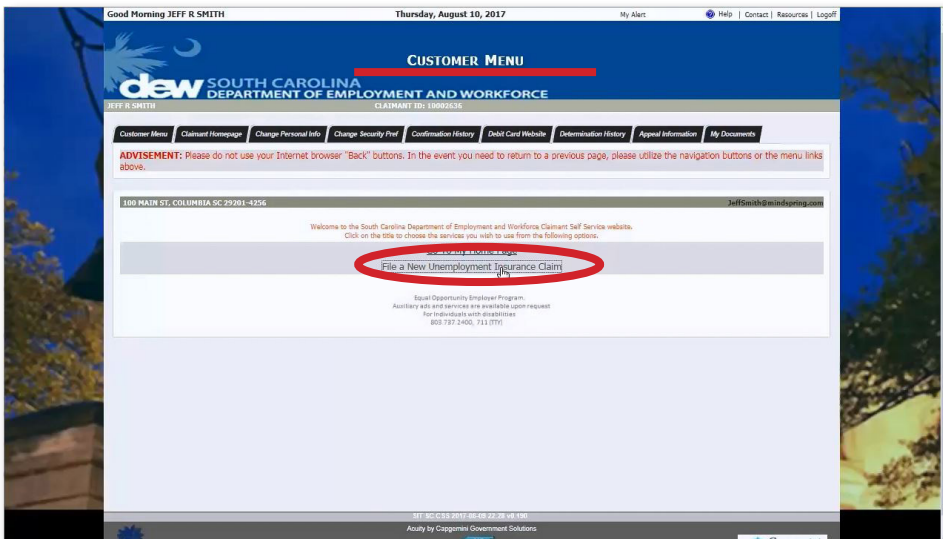 Good Morning JEFF R SMITH Thursday, August 10, 2017 My Alert Help | Contact | Resources | Logoff
CUSTOMER MENU
dew SOUTH CAROLINA
DEPARTMENT OF EMPLOYMENT AND WORKFORCE
JEFF R SMITH CLAIMANT ID: 10002636
Customer Menu Claimant Homepage Change Personal Info Change Security Pref Confirmation History Debit Card Website Determination History Appeal Information My Documents
ADVISEMENT: Please do not use your Internet browser "Back" buttons. In the event you need to return to a previous page, please utilize the navigation buttons or the menu links
above.
100 MAIN ST, COLUMBIA SC 29201-4256 JeffSmith@mindspring.com
Welcome to the South Carolina Department of Employment and Workforce Claimant Self Service website.
Click on the title to choose the services you wish to use from the following options.
Go To My Home Page
File a New Unemployment Insurance Claim
Equal Opportunity Employer Program.
Auxiliary aids and services are available upon request
For Individuals with disabilities
803.737.2400, 711 (TTY)
Acuity by Capgemini Government Solutions